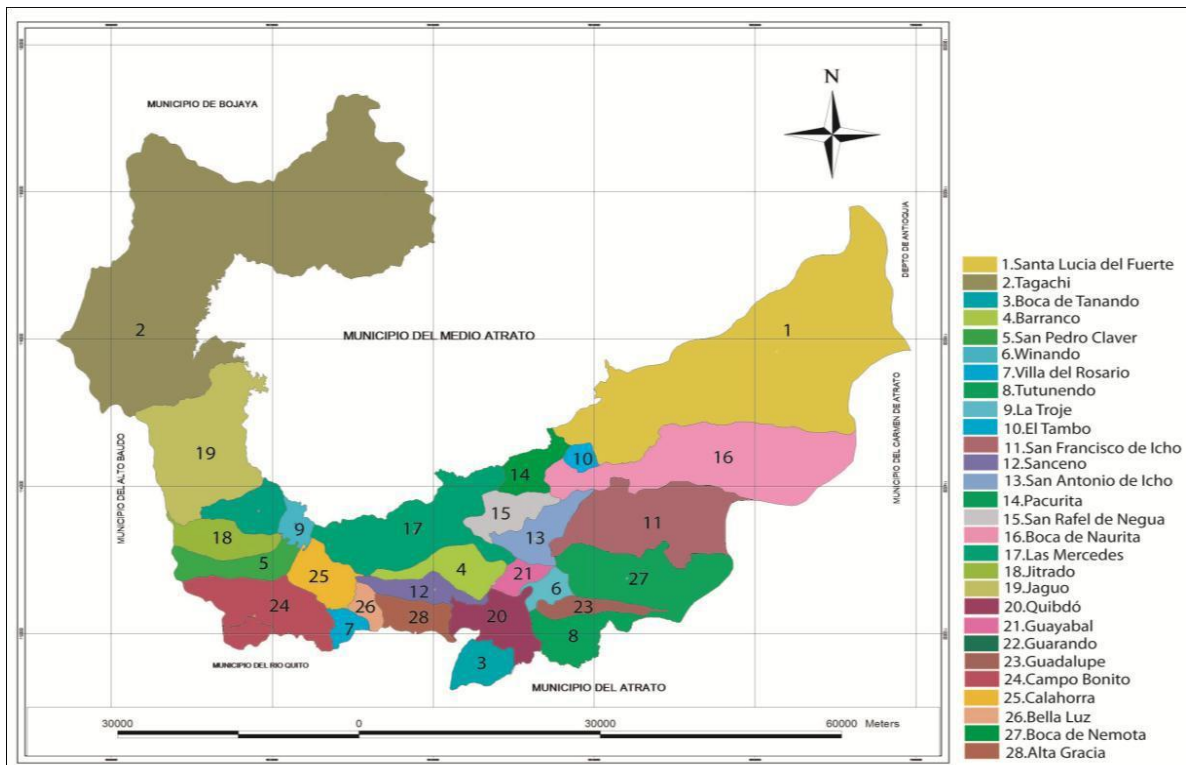 MUNICIPIO DE BOJAYA
N
DEPTO DE ANTIOQUIA
2
MUNICIPIO DEL MEDIO ATRATO
1
MUNICIPIO DEL ALTO BAUDO
19
MUNICIPIO DEL CARMEN DE ATRATO
16
10
14
15
11
9
17
18
13
5
25
4
21
27
12
6
24
26
28
20
23
7
8
3
MUNICIPIO DEL RIO QUITO
MUNICIPIO DEL ATRATO
30000 0 30000 60000 Meters
1.Santa Lucia del Fuerte
2.Tagachi
3.Boca de Tanando
4.Barranco
5.San Pedro Claver
6.Winando
7.Villa del Rosario
8.Tutunendo
9.La Troje
10.El Tambo
11.San Francisco de Icho
12.Sanceno
13.San Antonio de Icho
14.Pacurita
15.San Rafel de Negua
16.Boca de Naurita
17.Las Mercedes
18.Jitrado
19.Jaguo
20.Quibdó
21.Guayabal
22.Guarando
23.Guadalupe
24.Campo Bonito
25.Calahorra
26.Bella Luz
27.Boca de Nemota
28.Alta Gracia